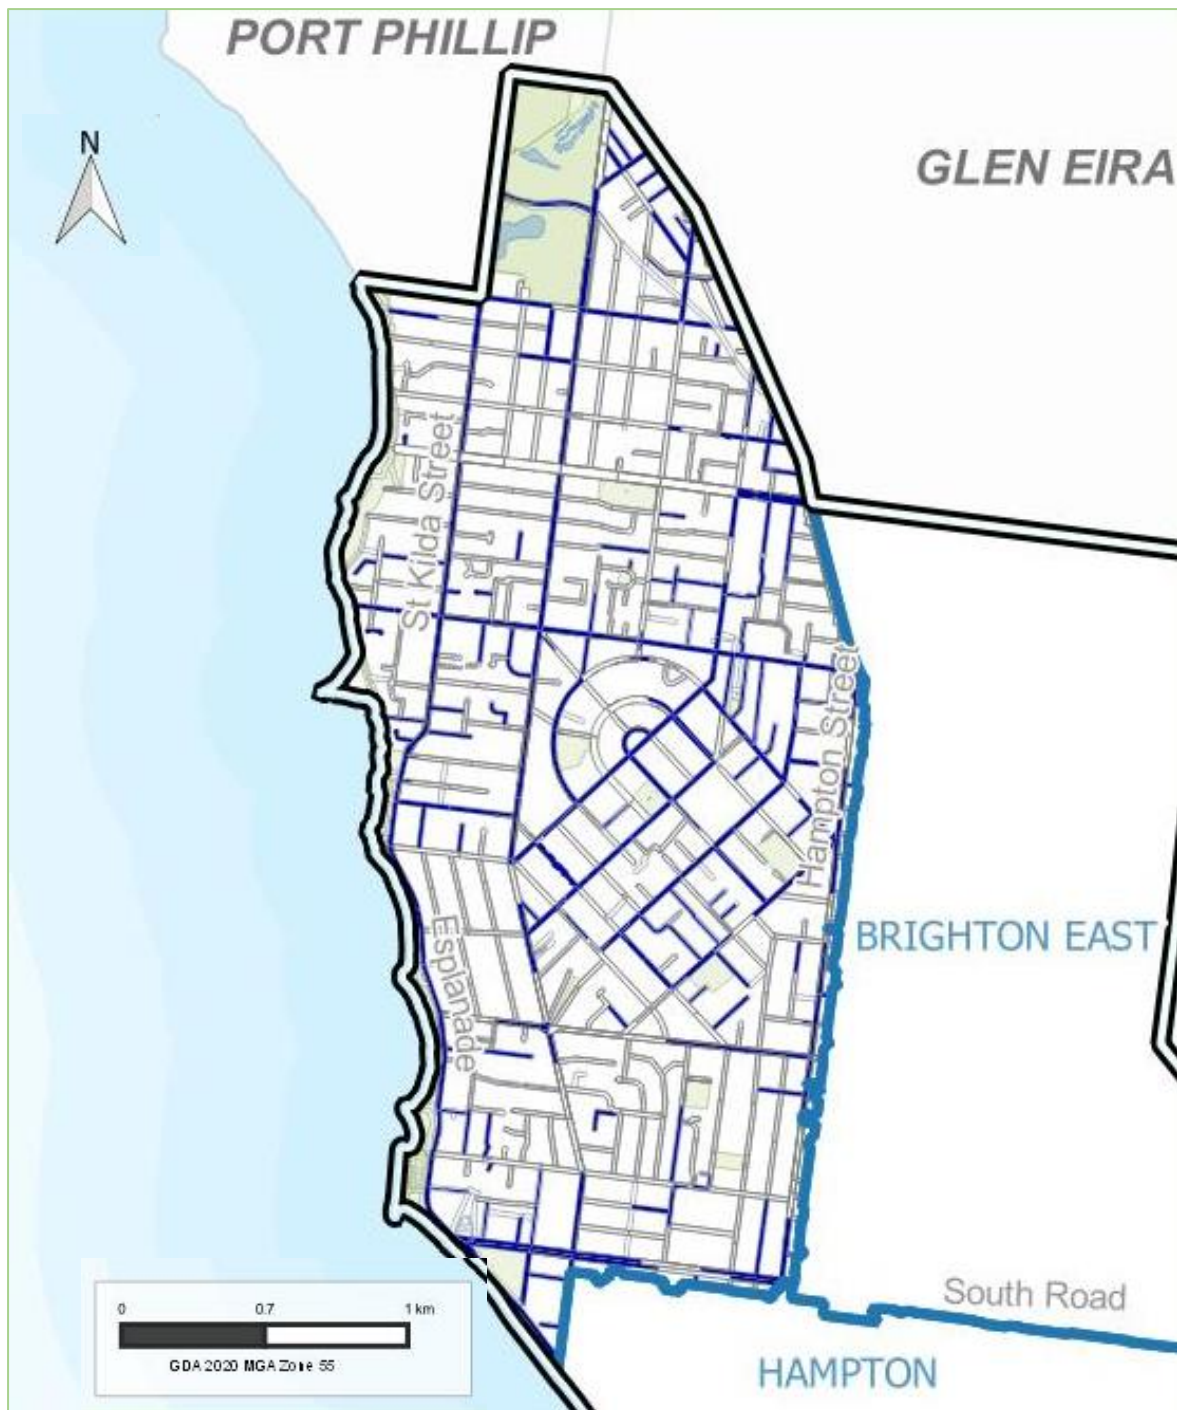 PORT PHILLIP
N
GLEN EIRA
St Kilda Street
Hampton Street
BRIGHTON EAST
Esplanade
South Road
0 0.7 1 km
GDA 2020 MGA Zone 55
HAMPTON